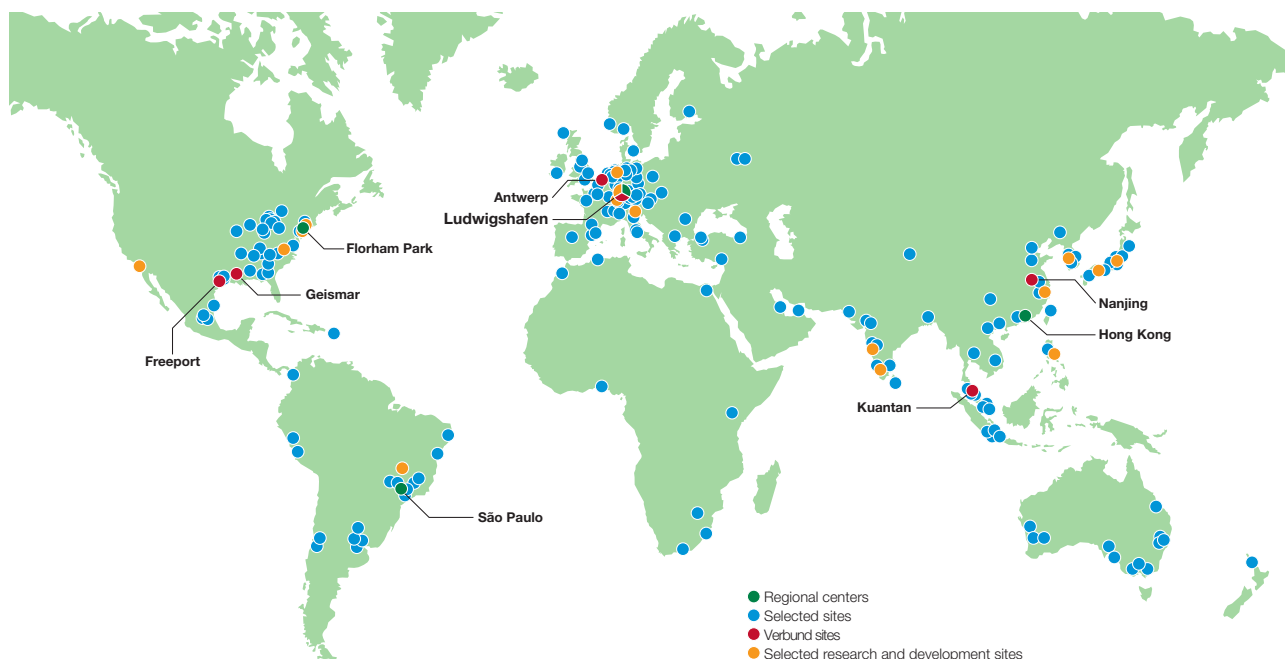 Antwerp
Ludwigshafen
Florham Park
Geismar
Freeport
Nanjing
Hong Kong
Kuantan
São Paulo
Regional centers
Selected sites
Verbund sites
Selected research and development sites